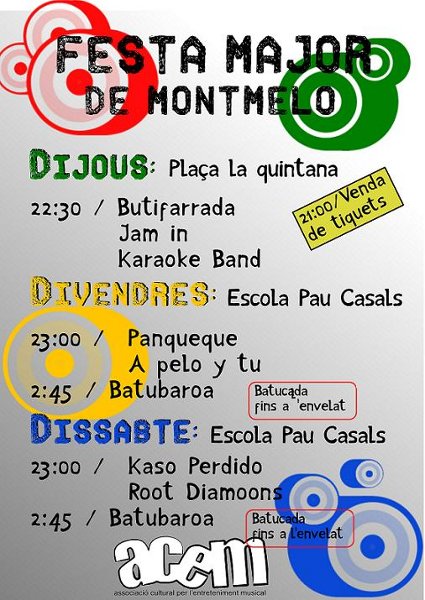 FESTA MAJOR
DE MONTMELO
DIJOUS: Plaça la quintana
22:30 / Butifarrada
Jam in
Karaoke Band
21:00/Venda
de tiquets
DIVENDRES: Escola Pau Casals
23:00 / Panqueque
A pelo y tu
2:45 / Batubaroa
Batucada
fins a 'envelat
DISSABTE: Escola Pau Casals
23:00 / Kaso Perdido
Root Diamoons
2:45 / Batubaroa
Batucada
fins a l'envelat
acem
associació cultural per l'entreteniment musical